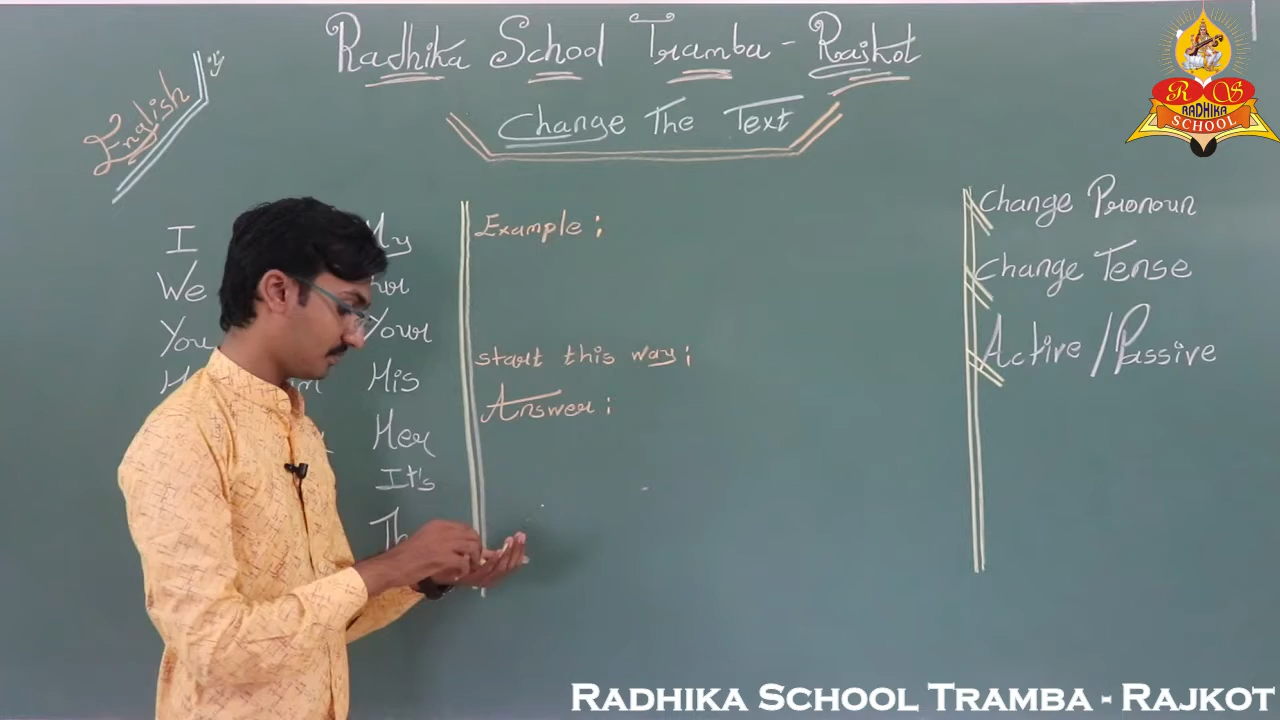 Radhika School Tramba - Rajkot
English
Change The Text
I My
We
You Your
His
Her
It's
Example :
start this way :
Answer :
Change Pronoun
Change Tense
Active / Passive
R S
RADHIKA
SCHOOL
RADHIKA SCHOOL TRAMBA - RAJKOT